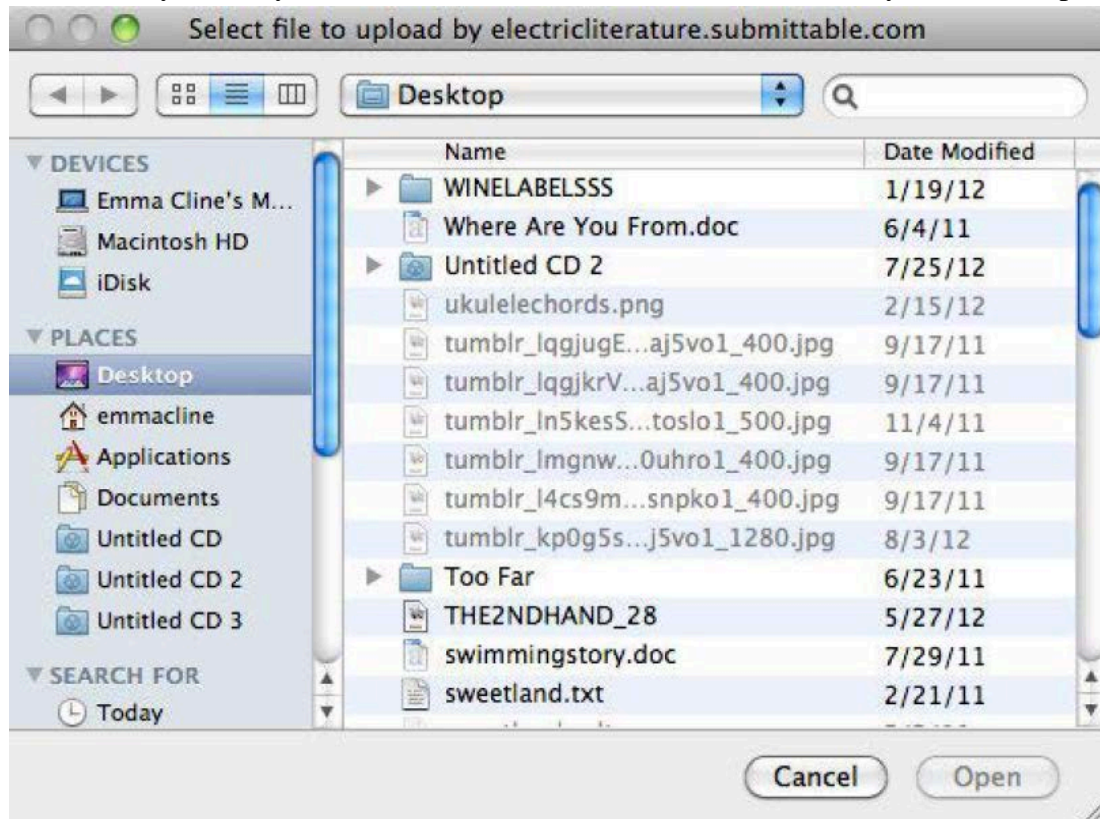 Select file to upload by electricliterature.submittable.com
Desktop
Name Date Modified
DEVICES
Emma Cline's M...
Macintosh HD
iDisk
PLACES
Desktop
emmacline
Applications
Documents
Untitled CD
Untitled CD 2
Untitled CD 3
SEARCH FOR
Today
WINELABELSSS 1/19/12
Where Are You From.doc 6/4/11
Untitled CD 2 7/25/12
ukulelechords.png 2/15/12
tumblr_lqgjugE...aj5vo1_400.jpg 9/17/11
tumblr_lqgjkrV...aj5vo1_400.jpg 9/17/11
tumblr_ln5kesS...toslo1_500.jpg 11/4/11
tumblr_lmgnw...0uhro1_400.jpg 9/17/11
tumblr_l4cs9m...snpko1_400.jpg 9/17/11
tumblr_kp0g5s...j5vo1_1280.jpg 8/3/12
Too Far 6/23/11
THE2NDHAND_28 5/27/12
swimmingstory.doc 7/29/11
sweetland.txt 2/21/11
Cancel Open